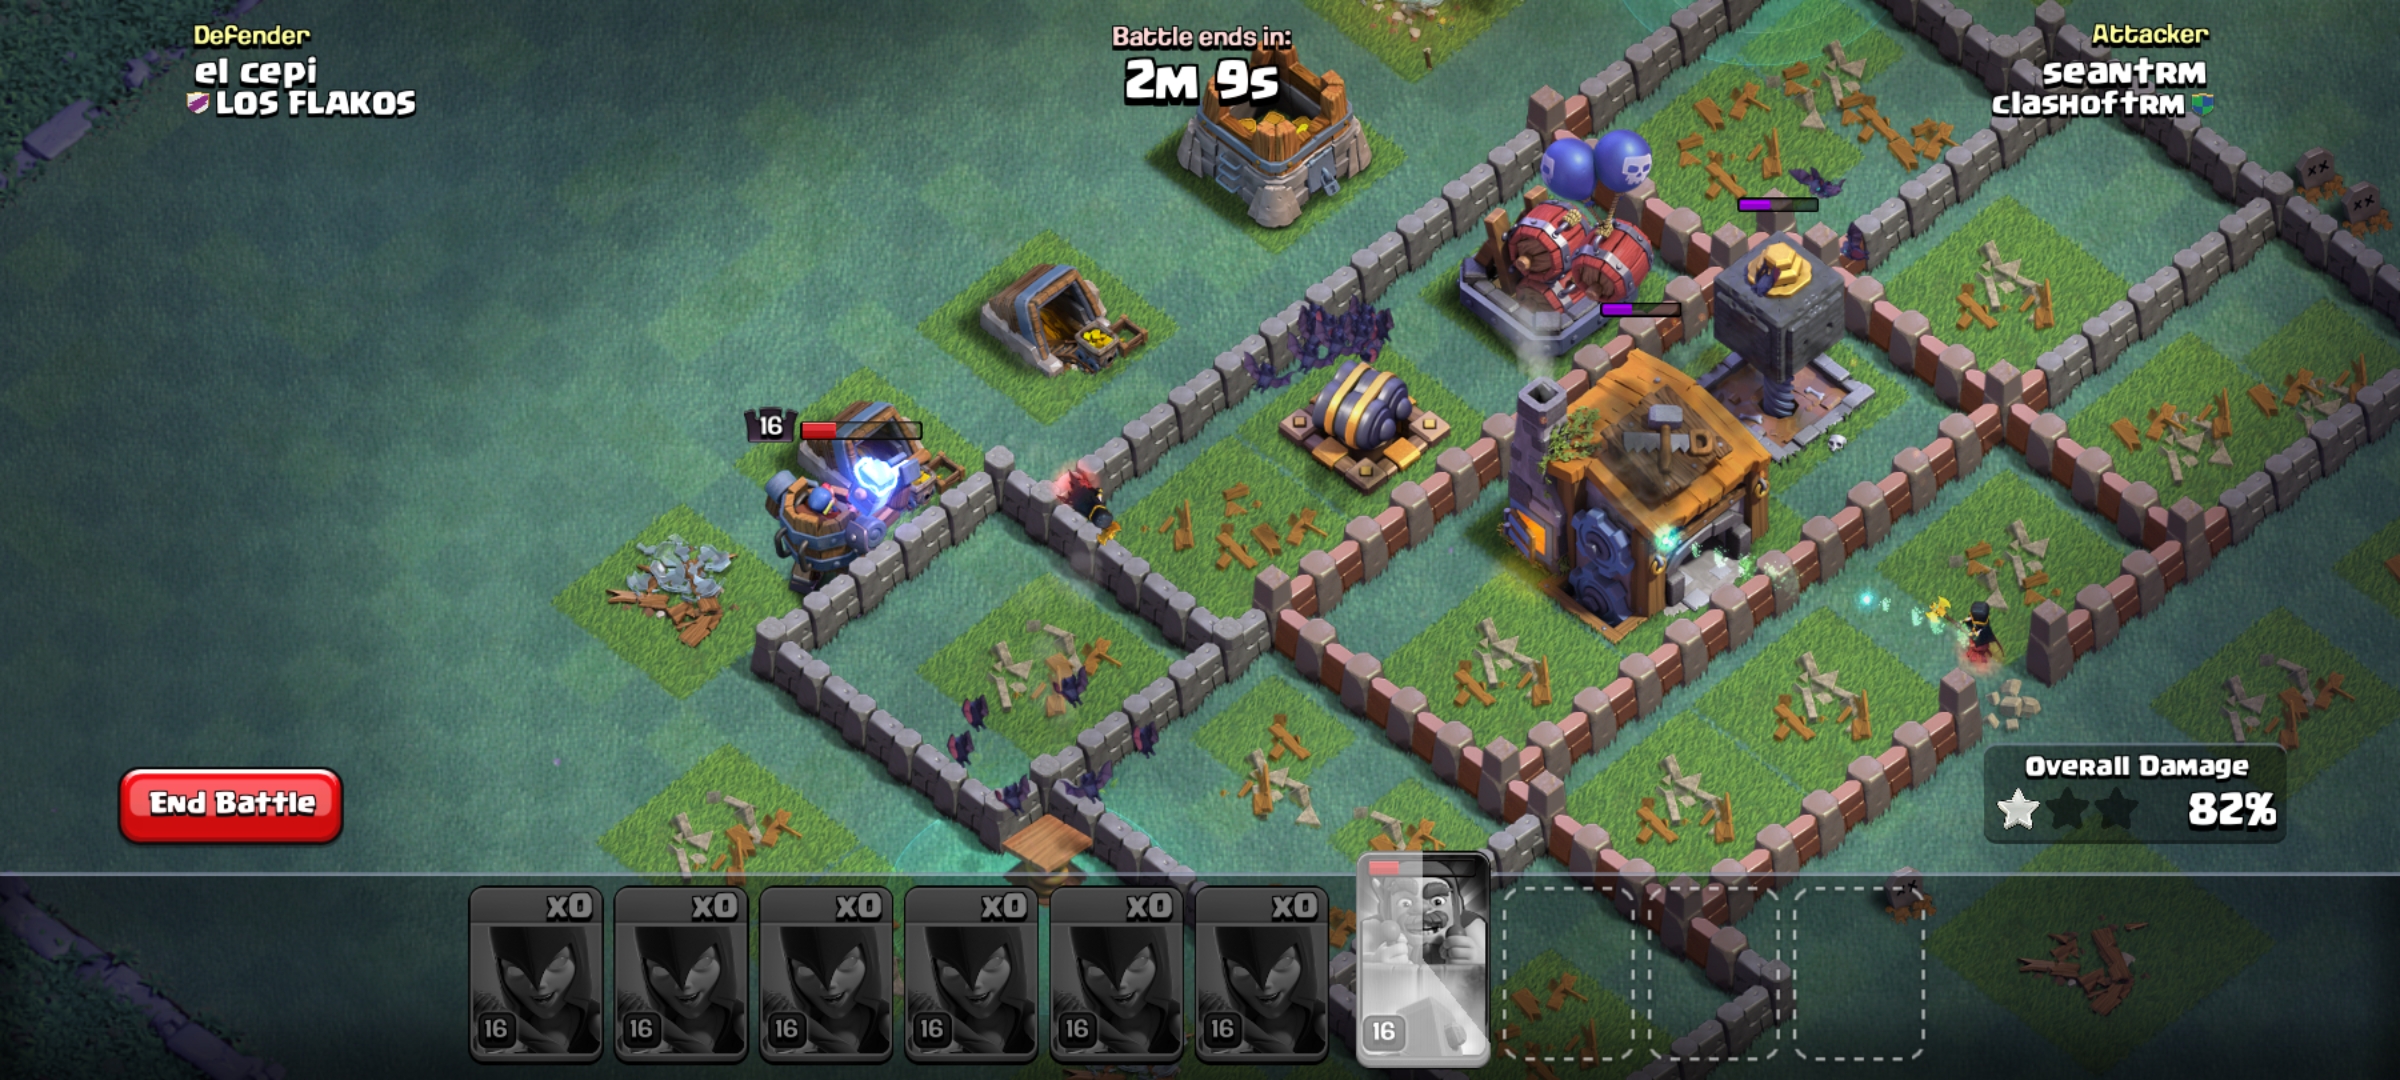 Defender
el cepi
LOS FLAKOS
Battle ends in:
2M 9S
Attacker
seantRM
clashoftRM
16
End Battle
Overall Damage
82%
x0
x0
x0
x0
x0
x0
16
16
16
16
16
16
16